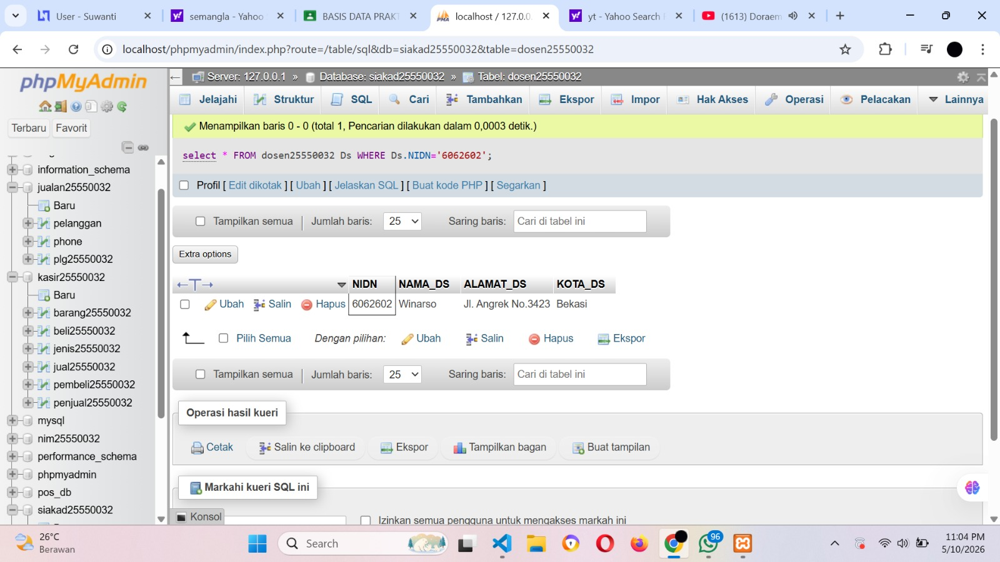 User - Suwanti
semangla - Yahoo
BASIS DATA PRAKT
localhost / 127.0.0.
yt - Yahoo Search
(1613) Doraem
localhost/phpmyadmin/index.php?route=/table/sql&db=siakad25550032&table=dosen25550032
phpMyAdmin
Terbaru
Favorit
information_schema
jualan25550032
Baru
pelanggan
phone
plg25550032
kasir25550032
Baru
barang25550032
beli25550032
jenis25550032
jual25550032
pembeli25550032
penjual25550032
mysql
nim25550032
performance_schema
phpmyadmin
pos_db
siakad25550032
Server: 127.0.0.1 » Database: siakad25550032 » Tabel: dosen25550032
Jelajahi Struktur SQL Cari Tambahkan Ekspor Impor Hak Akses Operasi Pelacakan Lainnya
Menampilkan baris 0 - 0 (total 1, Pencarian dilakukan dalam 0,0003 detik.)
select * FROM dosen25550032 Ds WHERE Ds.NIDN='6062602';
Profil [ Edit dikotak ] [ Ubah ] [ Jelaskan SQL ] [ Buat kode PHP ] [ Segarkan ]
Tampilkan semua | Jumlah baris: 25 Saring baris: Cari di tabel ini
Extra options
NIDN NAMA_DS ALAMAT_DS KOTA_DS
Ubah Salin Hapus 6062602 Winarso Jl. Angrek No.3423 Bekasi
Pilih Semua Dengan pilihan: Ubah Salin Hapus Ekspor
Tampilkan semua | Jumlah baris: 25 Saring baris: Cari di tabel ini
Operasi hasil kueri
Cetak Salin ke clipboard Ekspor Tampilkan bagan Buat tampilan
Markahi kueri SQL ini
Konsol
Izinkan semua pengguna untuk mengakses markah ini
26°C
Berawan
Search
96
11:04 PM
5/10/2026